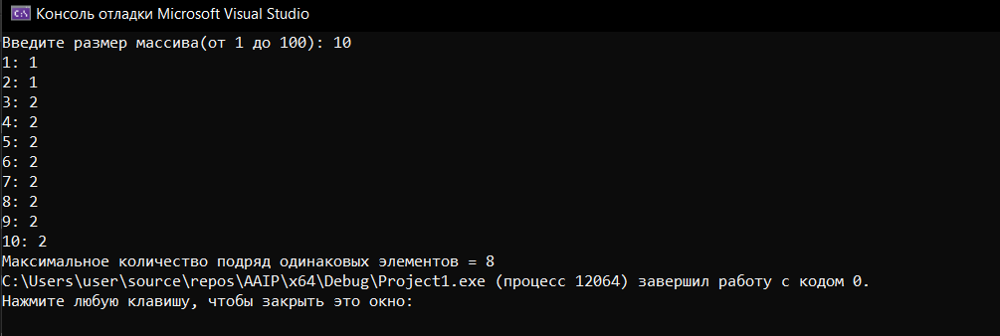 Консоль отладки Microsoft Visual Studio
Введите размер массива(от 1 до 100): 10
1: 1
2: 1
3: 2
4: 2
5: 2
6: 2
7: 2
8: 2
9: 2
10: 2
Максимальное количество подряд одинаковых элементов = 8
C:\Users\user\source\repos\AAIP\x64\Debug\Project1.exe (процесс 12064) завершил работу с кодом 0.
Нажмите любую клавишу, чтобы закрыть это окно: